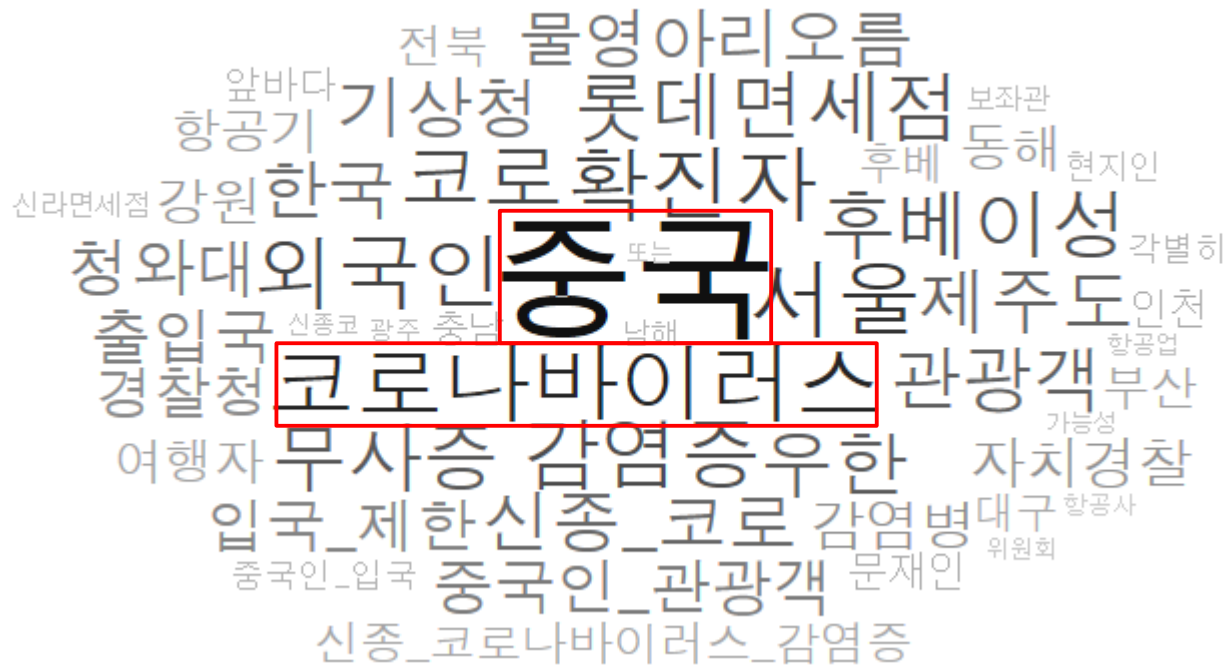 전북 물영아리오름
앞바다 기상청 롯데면세점 보좌관
항공기 후베 동해 현지인
신라면세점 강원 한국 코로 확진자 후베이성
청와대 외국인 중국 또는 서울 제주도 각별히
출입국 신종코 광주 충남 남해 인천
경찰청 코로나바이러스 관광객 부산 항공업
여행자 무사증 감염증 우한 자치경찰 가능성
입국_제한 신종_코로 감염병 대구 항공사
중국인_입국 중국인_관광객 문재인 위원회
신종_코로나바이러스_감염증